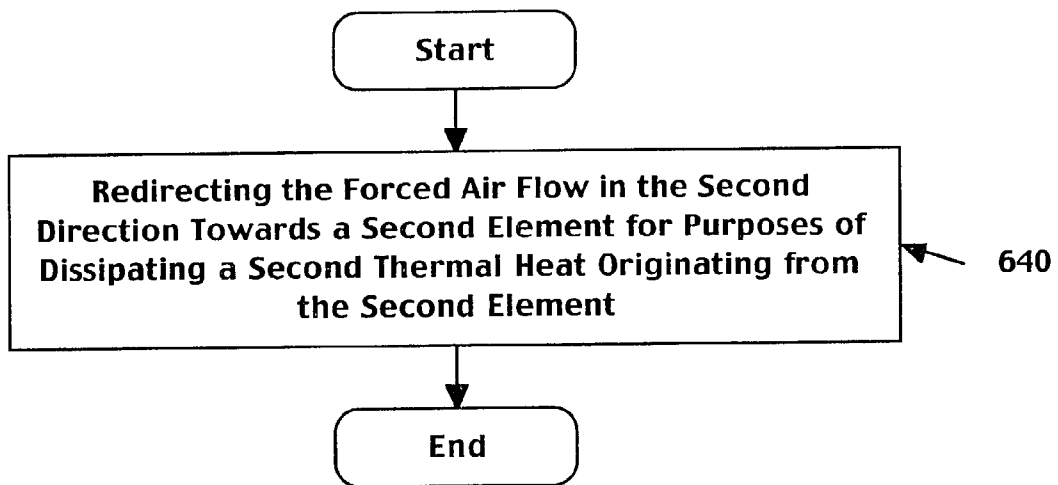 Start
Redirecting the Forced Air Flow in the Second
Direction Towards a Second Element for Purposes of
Dissipating a Second Thermal Heat Originating from
the Second Element
640
End